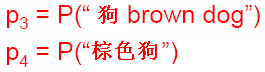 p₃ = P(“ 狗 brown dog”)
p₄ = P(“棕色狗”)